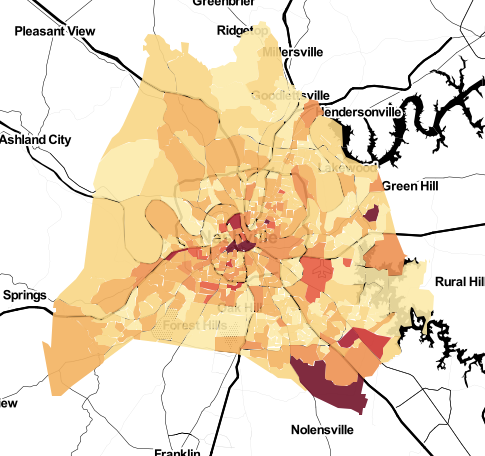 Greenbrier
Pleasant View
Ridgetop
Millersville
Goodlettsville
Hendersonville
Ashland City
Lakewood
Green Hill
Nashville
Rural Hill
Springs
Oak Hill
Forest Hills
iew
Nolensville
Franklin